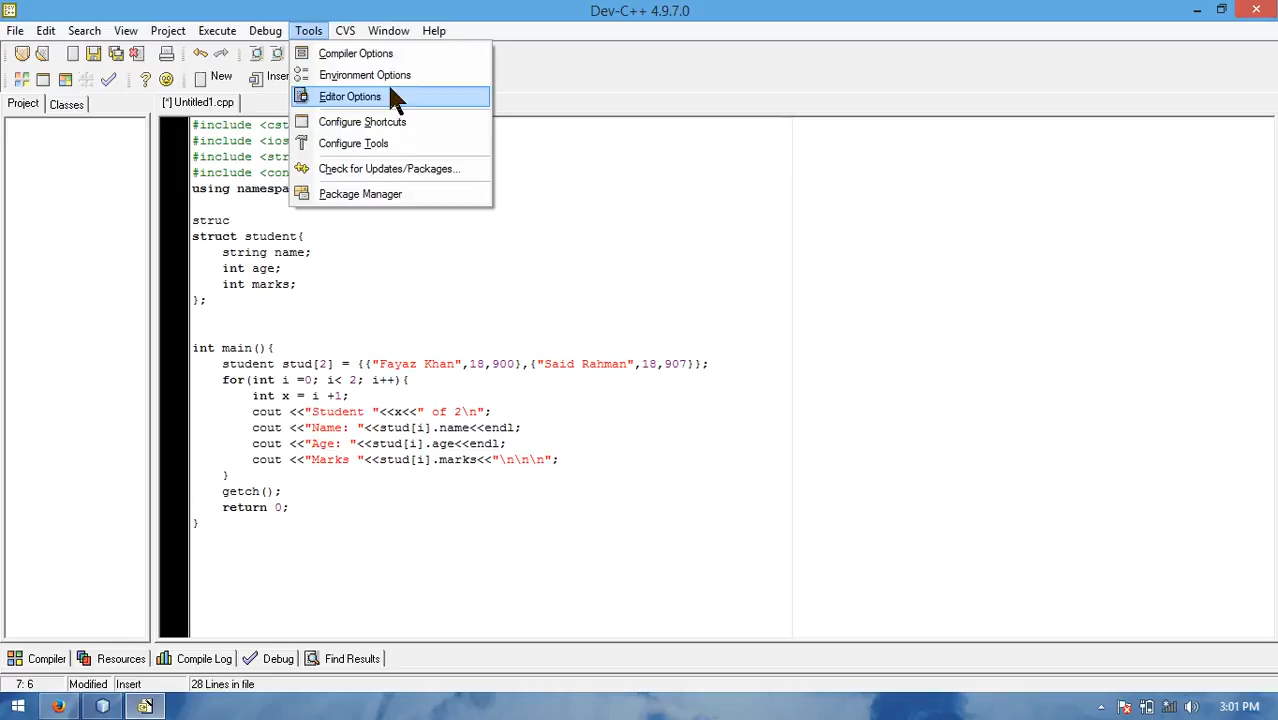 Dev-C++ 4.9.7.0
File Edit Search View Project Execute Debug Tools CVS Window Help
New
Project Classes
[*] Untitled1.cpp
Compiler Options
Environment Options
Editor Options
Configure Shortcuts
Configure Tools
Check for Updates/Packages...
Package Manager
#include <cst
#include <ios
#include <str
#include <con
using namespa
struc
struct student{
string name;
int age;
int marks;
};
int main(){
student stud[2] = {{"Fayaz Khan",18,900},{"Said Rahman",18,907}};
for(int i =0; i< 2; i++){
int x = i +1;
cout <<"Student "<<x<<" of 2\n";
cout <<"Name: "<<stud[i].name<<endl;
cout <<"Age: "<<stud[i].age<<endl;
cout <<"Marks "<<stud[i].marks<<"\n\n\n";
}
getch();
return 0;
}
Compiler Resources Compile Log Debug Find Results
7: 6 Modified Insert 28 Lines in file
3:01 PM